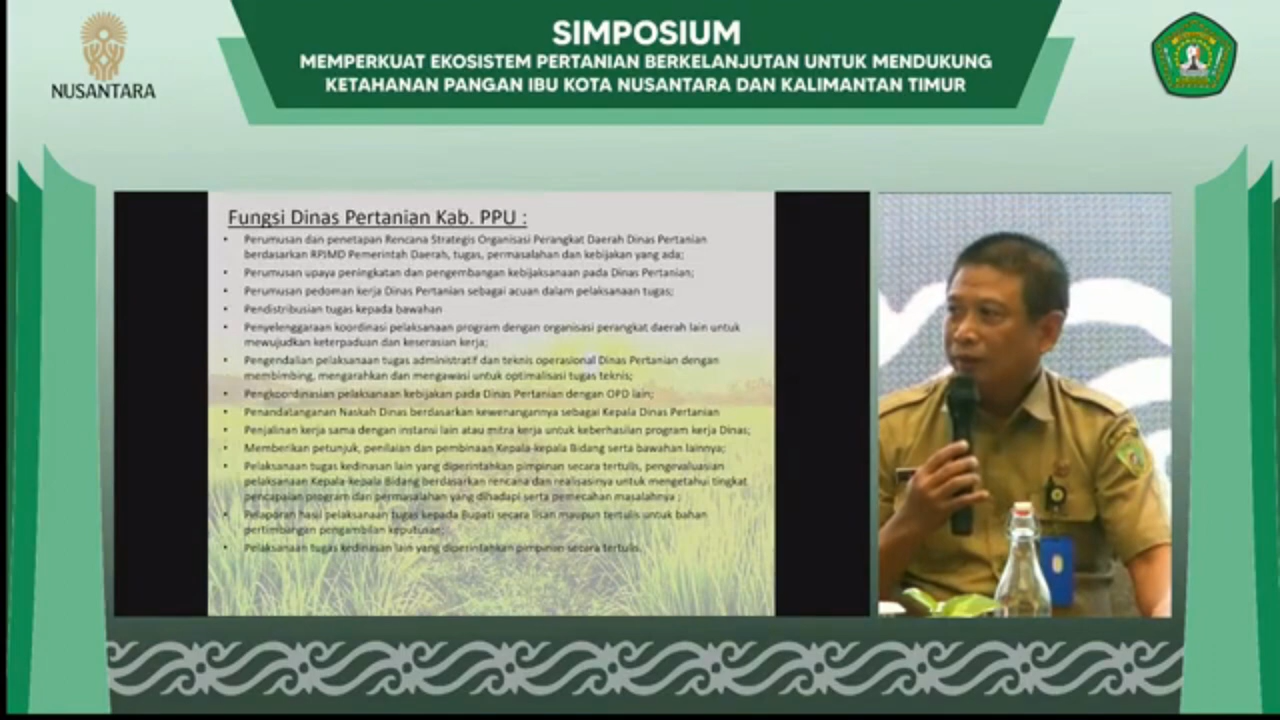 SIMPOSIUM
MEMPERKUAT EKOSISTEM PERTANIAN BERKELANJUTAN UNTUK MENDUKUNG
KETAHANAN PANGAN IBU KOTA NUSANTARA DAN KALIMANTAN TIMUR
NUSANTARA
Fungsi Dinas Pertanian Kab. PPU :
• Perumusan dan penetapan Rencana Strategis Organisasi Perangkat Daerah Dinas Pertanian
berdasarkan RPJMD Pemerintah Daerah, tugas, permasalahan dan kebijakan yang ada;
• Perumusan upaya peningkatan dan pengembangan kebijaksanaan pada Dinas Pertanian;
• Perumusan pedoman kerja Dinas Pertanian sebagai acuan dalam pelaksanaan tugas;
• Pendistribusian tugas kepada bawahan
• Penyelenggaraan koordinasi pelaksanaan program dengan organisasi perangkat daerah lain untuk
mewujudkan keterpaduan dan keserasian kerja;
• Pengendalian pelaksanaan tugas administratif dan teknis operasional Dinas Pertanian dengan
membimbing, mengarahkan dan mengawasi untuk optimalisasi tugas teknis;
• Pengkoordinasian pelaksanaan kebijakan pada Dinas Pertanian dengan OPD lain;
• Penandatanganan Naskah Dinas berdasarkan kewenangannya sebagai Kepala Dinas Pertanian
• Penjalinan kerja sama dengan instansi lain atau mitra kerja untuk keberhasilan program kerja Dinas;
• Memberikan petunjuk, penilaian dan pembinaan Kepala-kepala Bidang serta bawahan lainnya;
• Pelaksanaan tugas kedinasan lain yang diperintahkan pimpinan secara tertulis, pengevaluasian
pelaksanaan Kepala-kepala Bidang berdasarkan rencana dan realisasinya untuk mengetahui tingkat
pencapaian program dan permasalahan yang dihadapi serta pemecahan masalahnya ;
• Pelaporan hasil pelaksanaan tugas kepada Bupati secara lisan maupun tertulis untuk bahan
pertimbangan pengambilan keputusan;
• Pelaksanaan tugas kedinasan lain yang diperintahkan pimpinan secara tertulis.